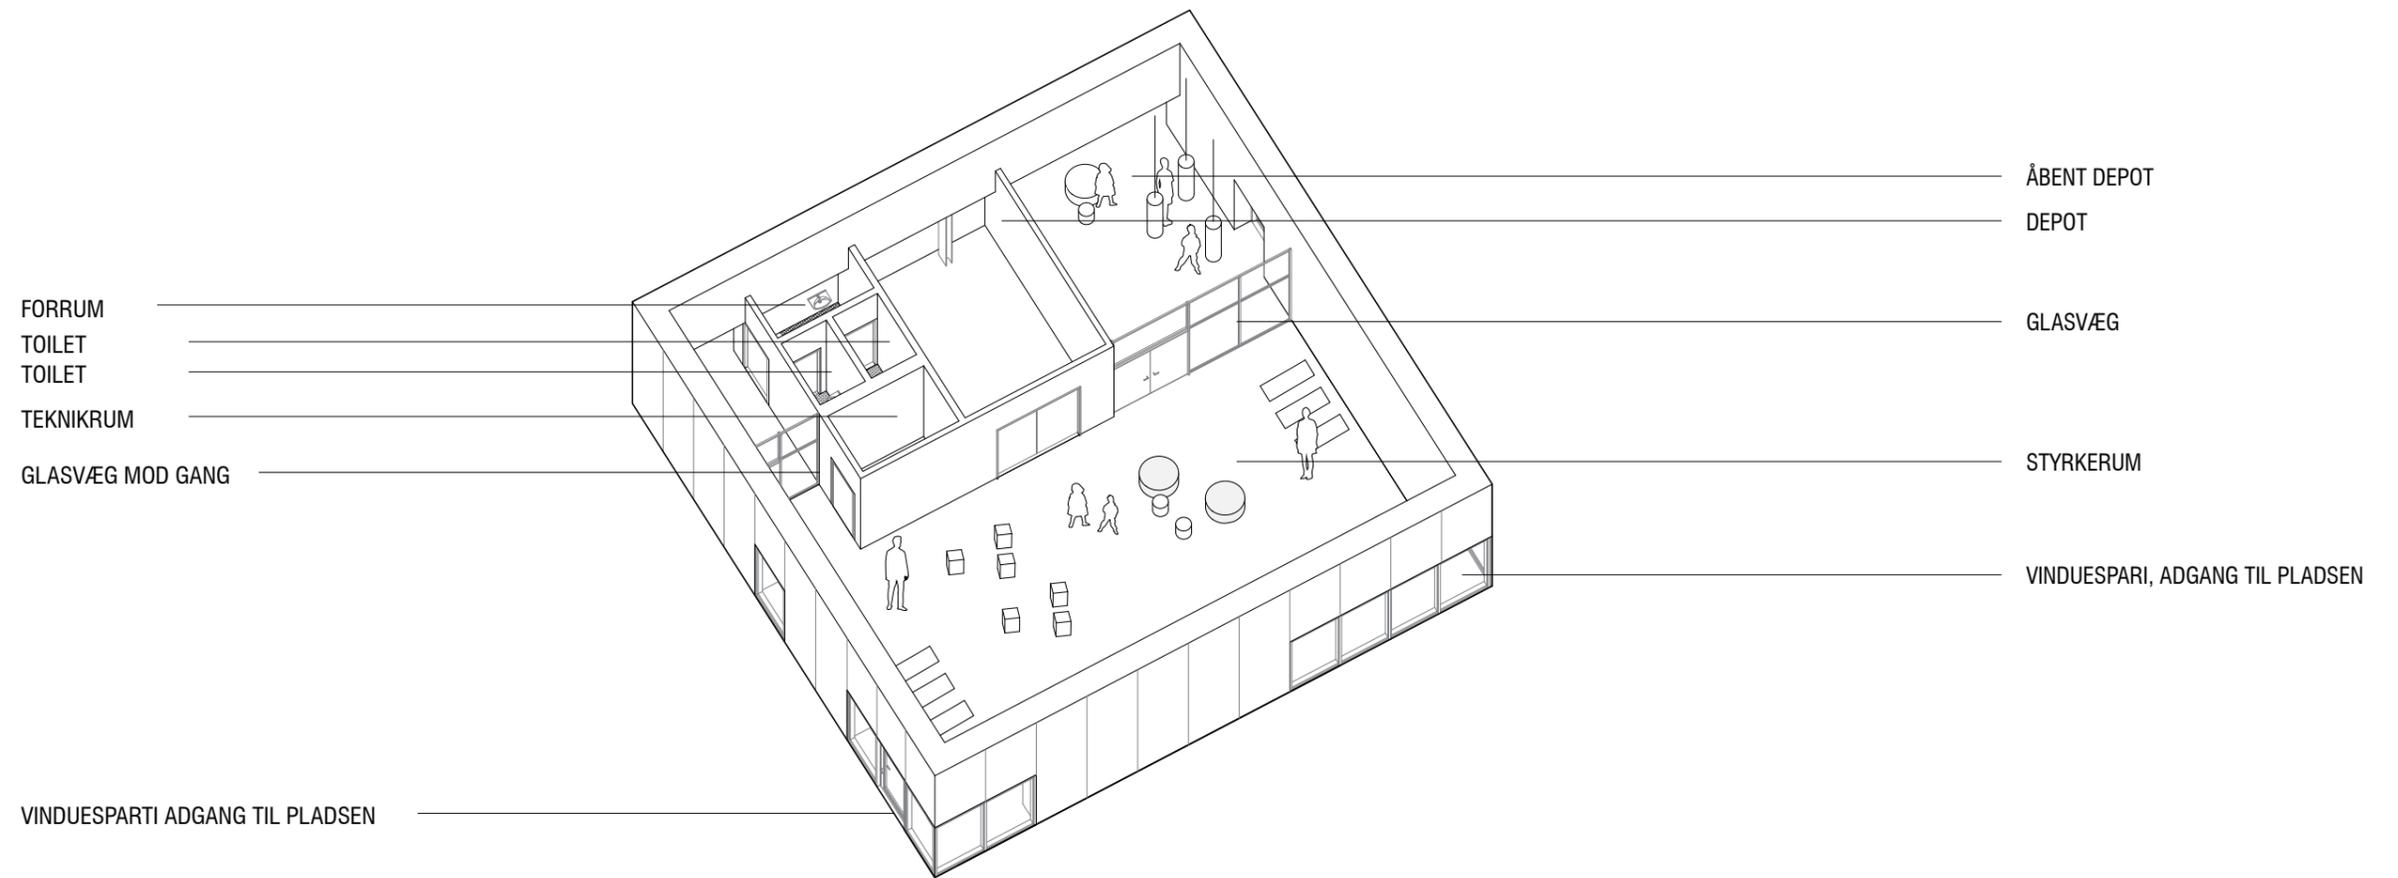 FORRUM
TOILET
TOILET
TEKNIKRUM
GLASVÆG MOD GANG
VINDUESPARTI ADGANG TIL PLADSEN
ÅBENT DEPOT
DEPOT
GLASVÆG
STYRKERUM
VINDUESPARI, ADGANG TIL PLADSEN